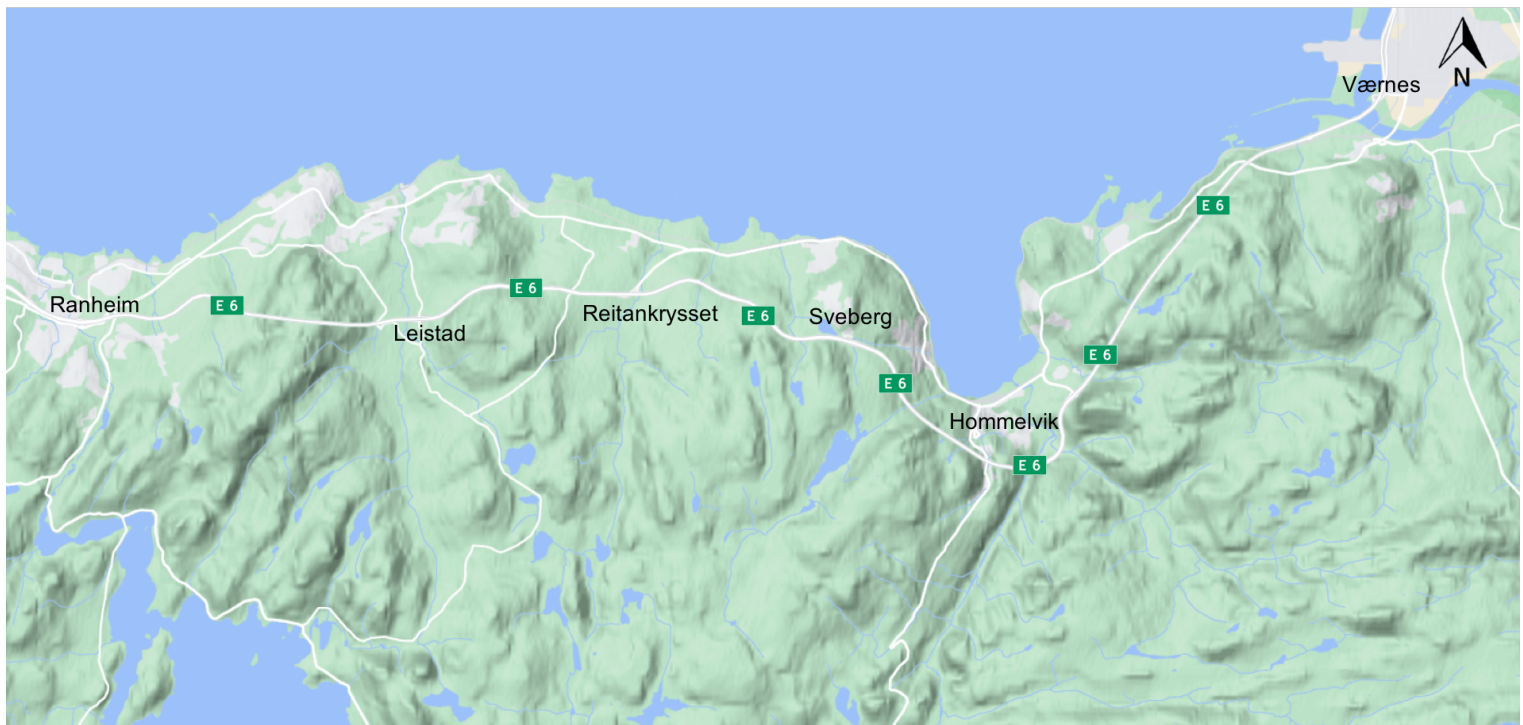 N
Værnes
E 6
Ranheim
E 6
E 6
Leistad
Reitankrysset
E 6
Sveberg
E 6
E 6
Hommelvik
E 6